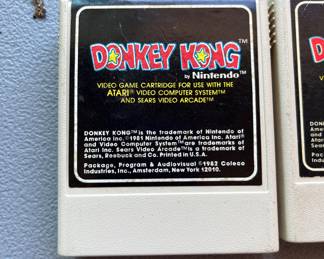 DONKEY KONG™
by Nintendo™
VIDEO GAME CARTRIDGE FOR USE WITH THE
ATARI® VIDEO COMPUTER SYSTEM™
AND SEARS VIDEO ARCADE™
DONKEY KONG™ is the trademark of Nintendo of
America Inc. ©1981 Nintendo of America Inc. Atari®
and Video Computer System™ are trademarks of
Atari Inc. Sears Video Arcade™ is a trademark of
Sears, Roebuck and Co. Printed in U.S.A.
Package, Program & Audiovisual ©1982 Coleco
Industries, Inc., Amsterdam, New York 12010.